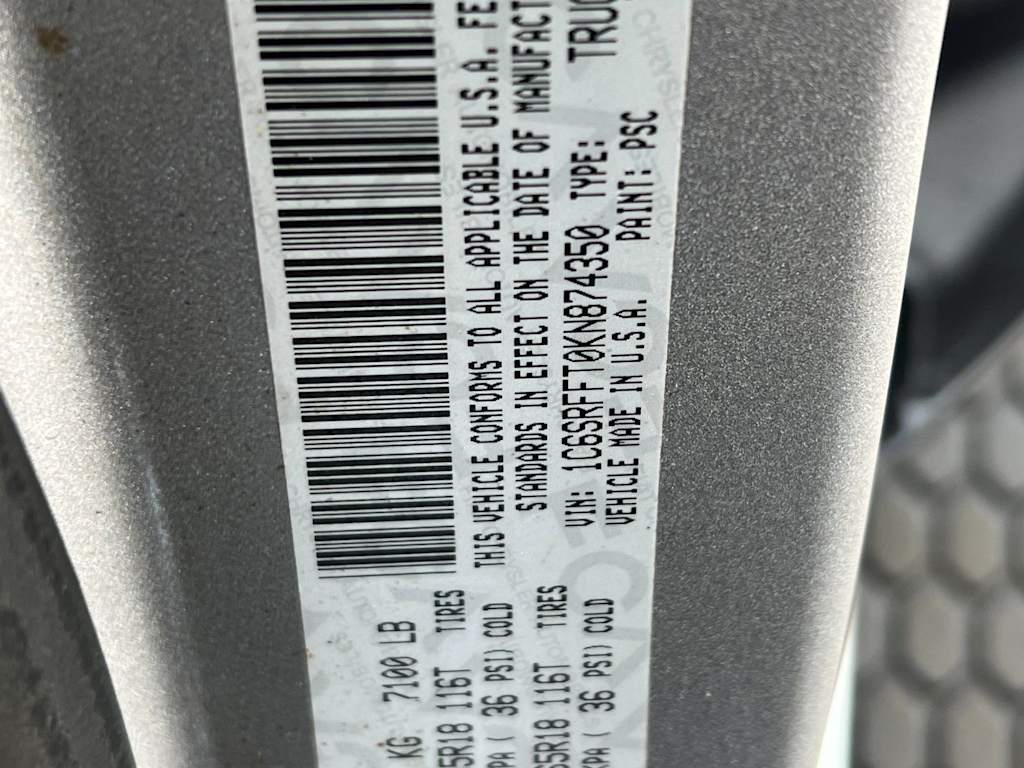 KG 7100 LB
5R18 116T TIRES
PA ( 36 PSI) COLD
65R18 116T TIRES
KPA ( 36 PSI) COLD
THIS VEHICLE CONFORMS TO ALL APPLICABLE U.S.A. FE
STANDARDS IN EFFECT ON THE DATE OF MANUFACT
VIN: 1C6SRFFT0KN874350 TYPE: TRUC
VEHICLE MADE IN U.S.A. PAINT: PSC